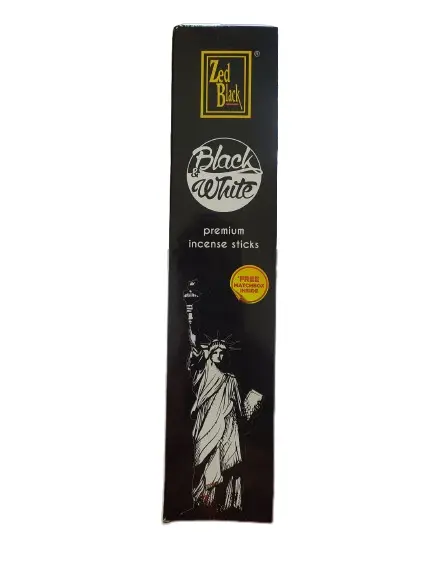 Zed
Black
®
Black
& White
premium
incense sticks
FREE
MATCHBOX
INSIDE